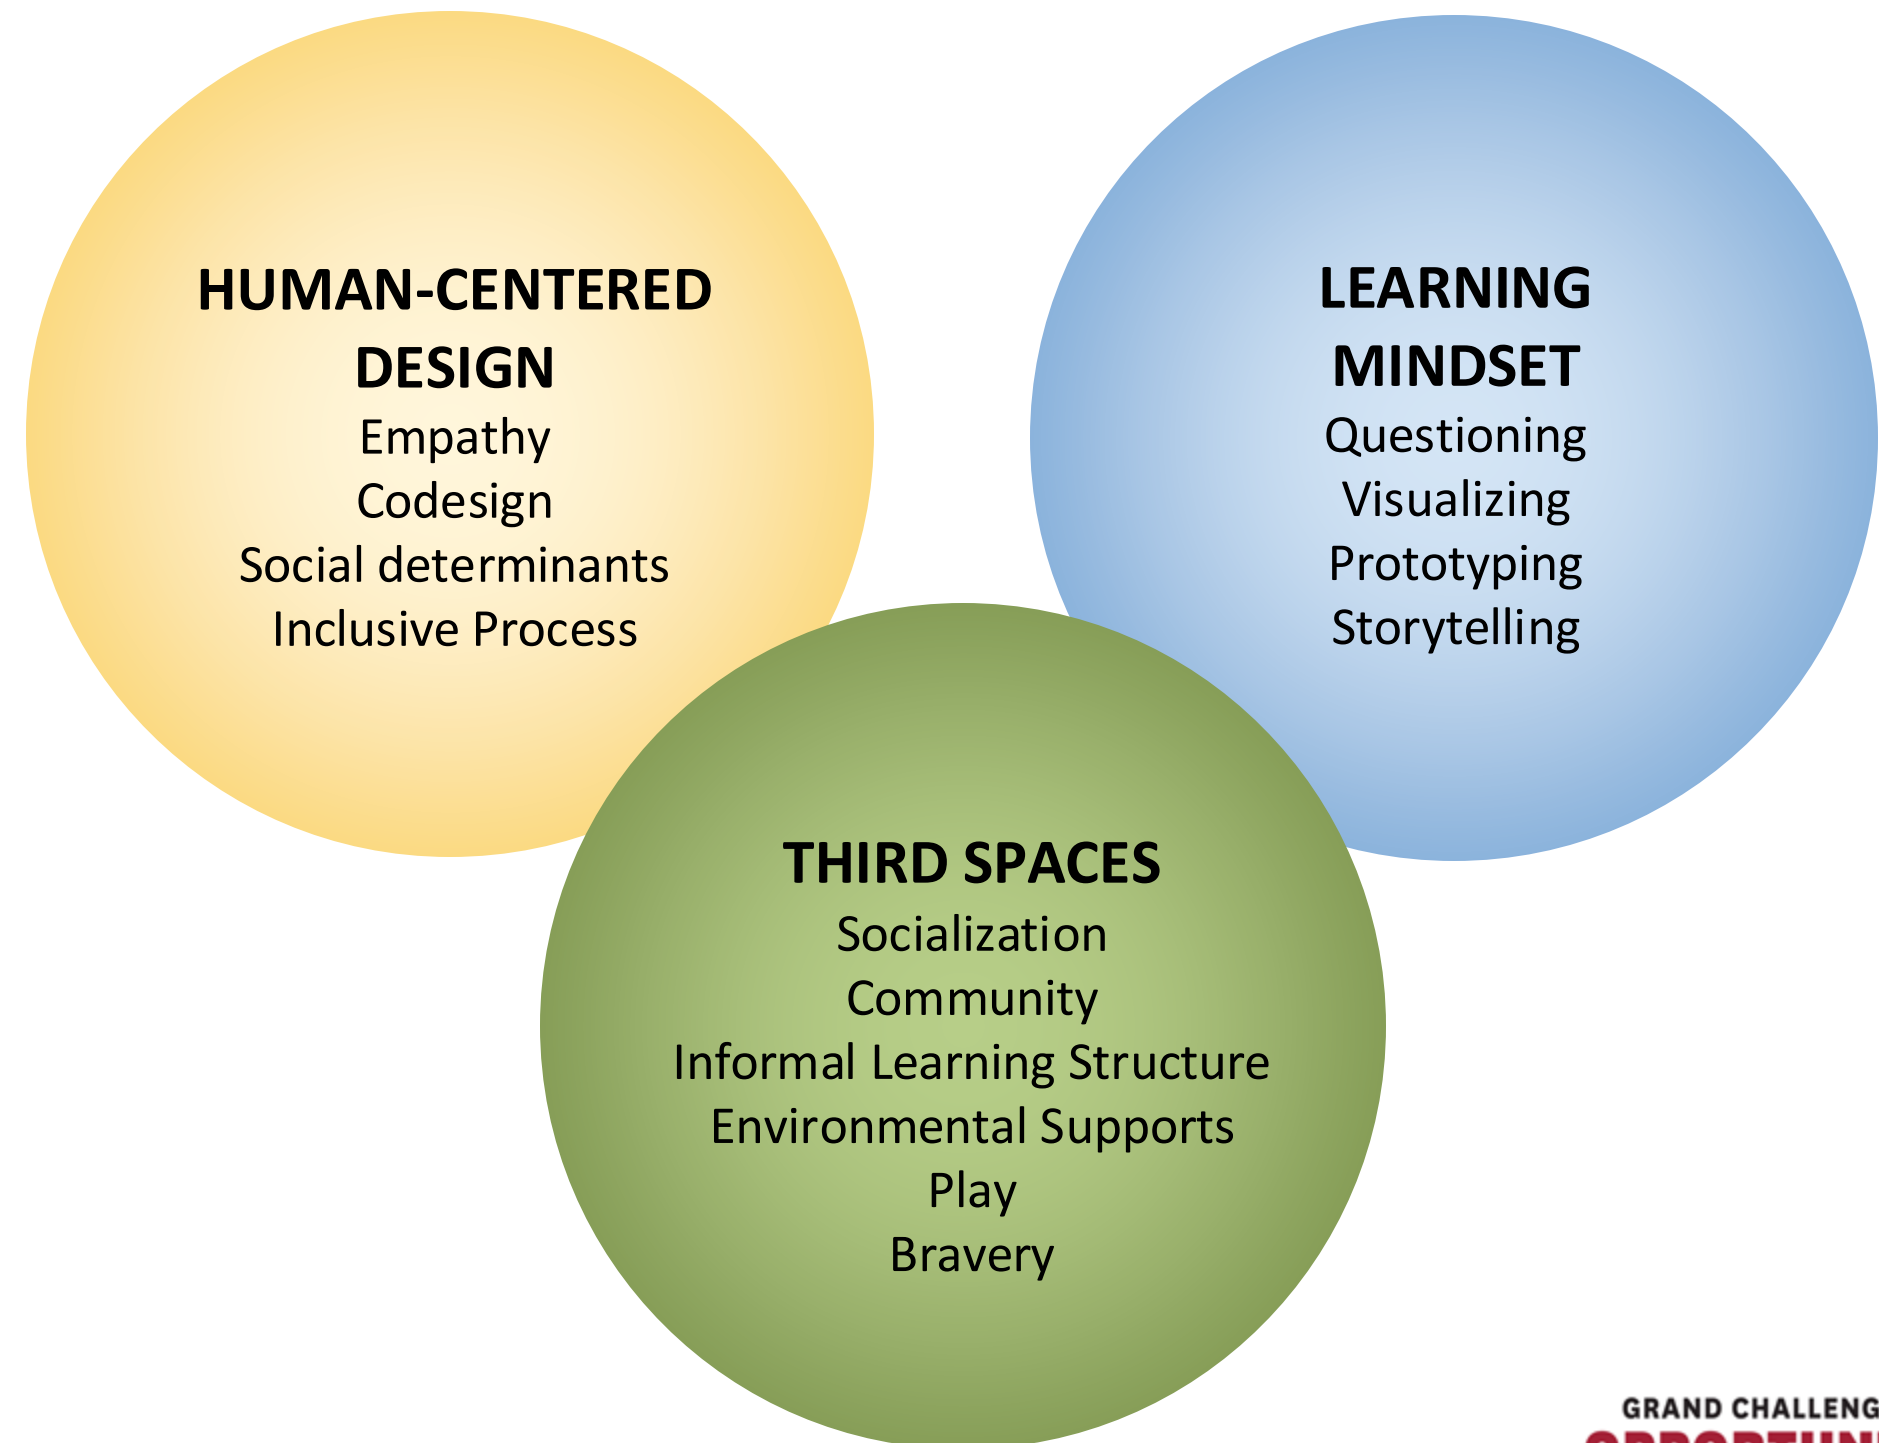 HUMAN-CENTERED
DESIGN
Empathy
Codesign
Social determinants
Inclusive Process
LEARNING
MINDSET
Questioning
Visualizing
Prototyping
Storytelling
THIRD SPACES
Socialization
Community
Informal Learning Structure
Environmental Supports
Play
Bravery
GRAND CHALLENG